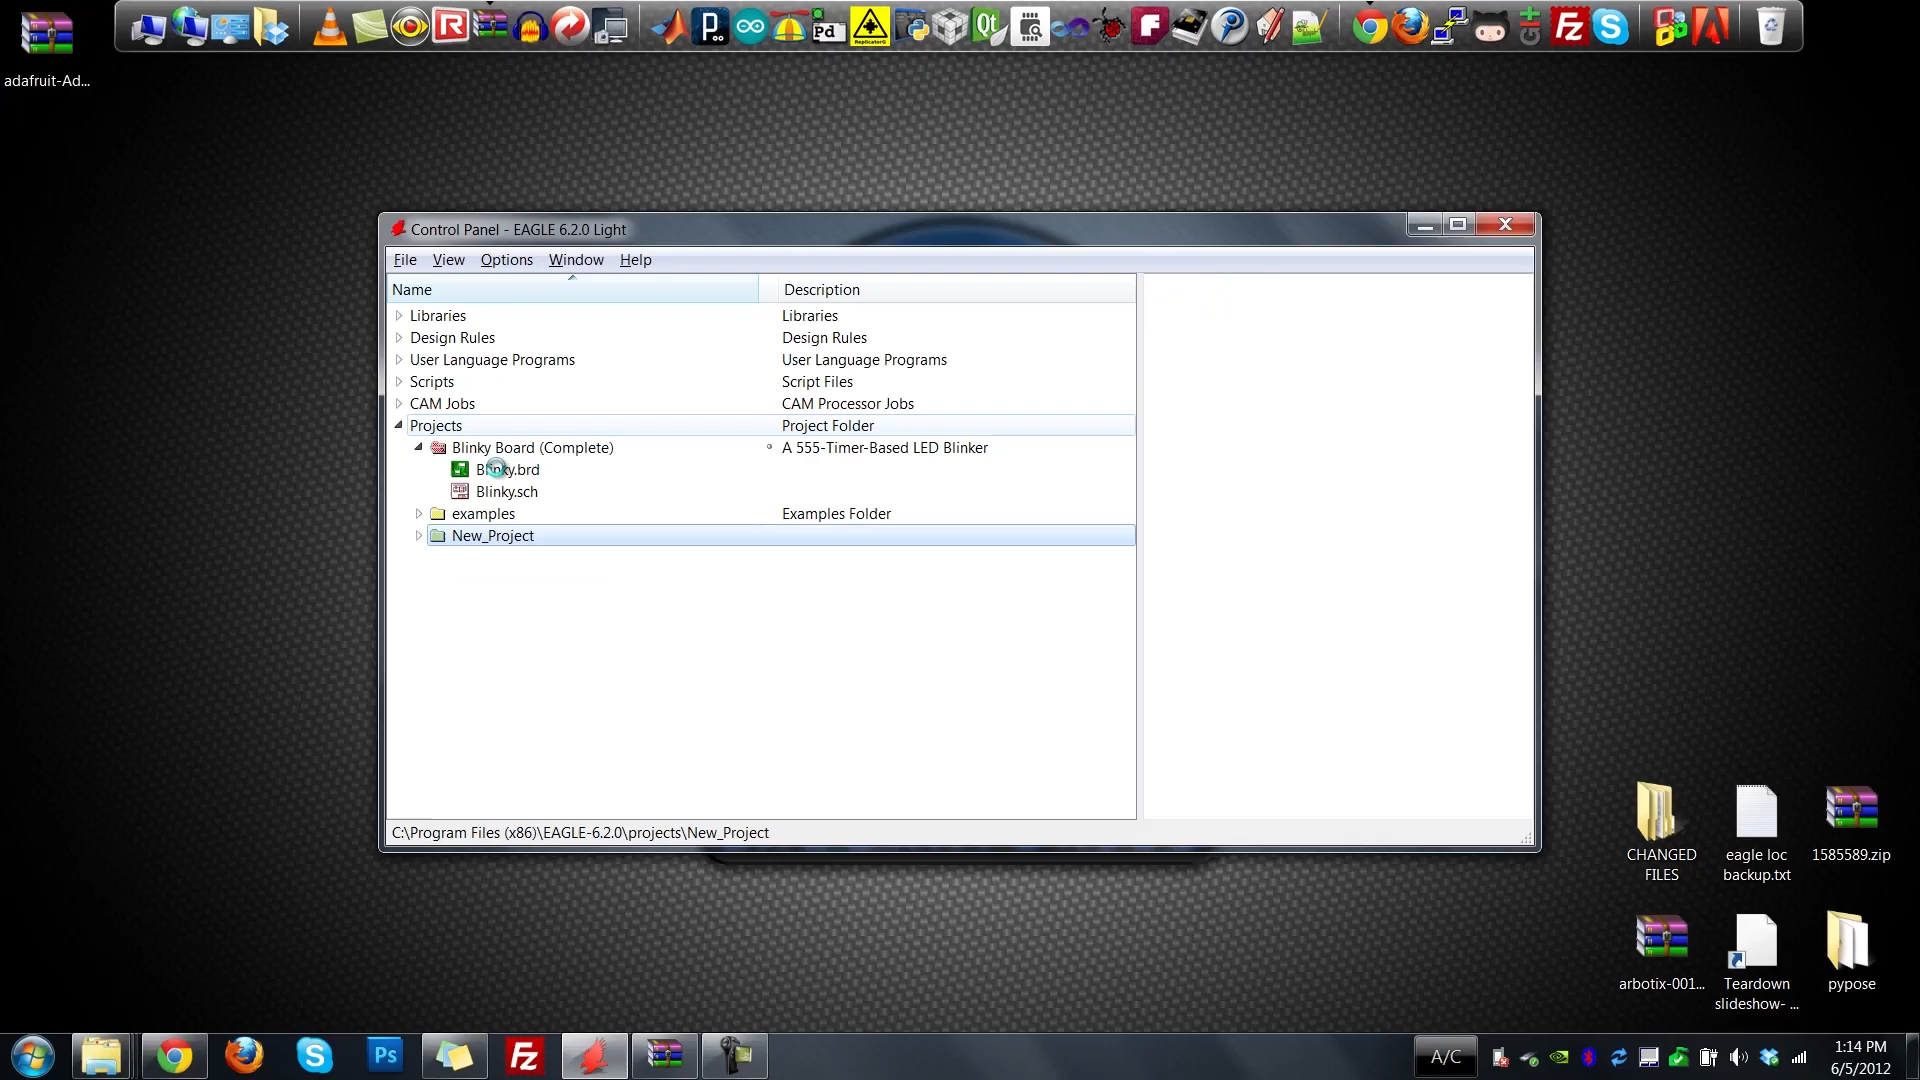 adafruit-Ad...
Control Panel - EAGLE 6.2.0 Light
File View Options Window Help
Name Description
Libraries Libraries
Design Rules Design Rules
User Language Programs User Language Programs
Scripts Script Files
CAM Jobs CAM Processor Jobs
Projects Project Folder
Blinky Board (Complete) A 555-Timer-Based LED Blinker
Blinky.brd
Blinky.sch
examples Examples Folder
New_Project
C:\Program Files (x86)\EAGLE-6.2.0\projects\New_Project
CHANGED FILES
eagle loc backup.txt
1585589.zip
arbotix-001...
Teardown slideshow- ...
pypose
Ps
Fz
A/C
1:14 PM
6/5/2012